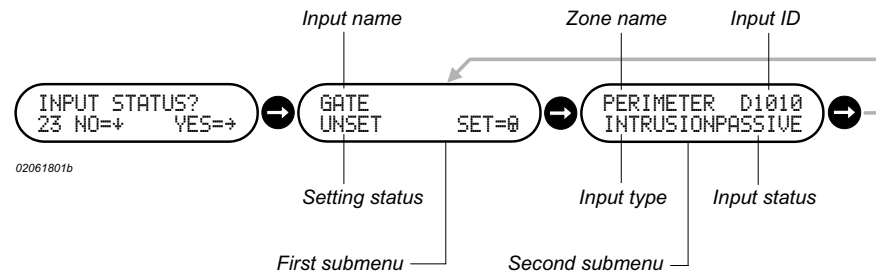 Input name
Zone name
Input ID
INPUT STATUS?
23 NO=↓ YES=→
GATE
UNSET SET=
PERIMETER D1010
INTRUSIONPASSIVE
02061801b
Setting status
Input type
Input status
First submenu
Second submenu